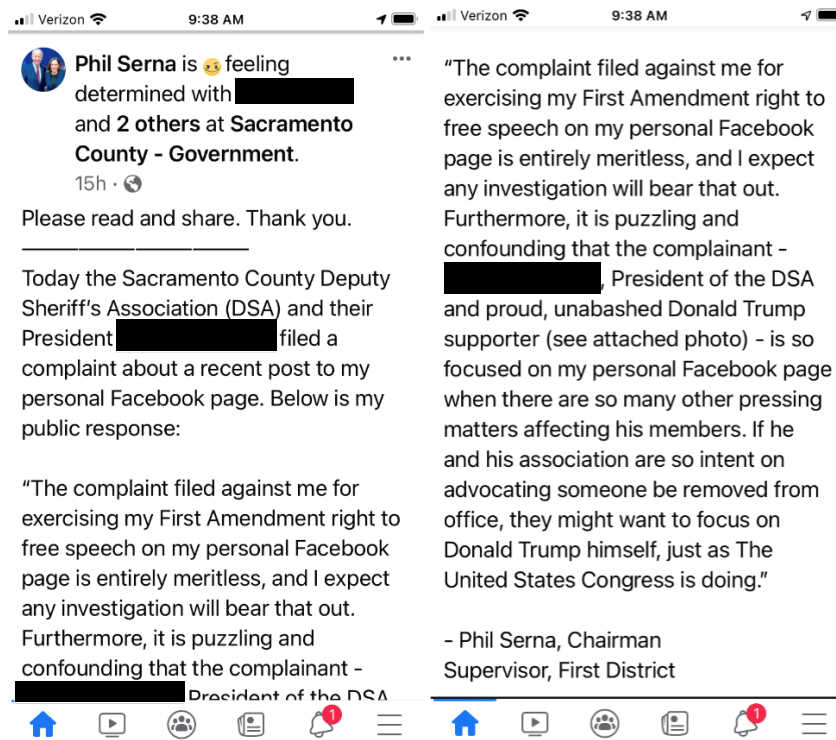 Verizon 9:38 AM
Phil Serna is feeling
determined with
and 2 others at Sacramento
County - Government.
15h ·
Please read and share. Thank you.
Today the Sacramento County Deputy
Sheriff's Association (DSA) and their
President filed a
complaint about a recent post to my
personal Facebook page. Below is my
public response:
“The complaint filed against me for
exercising my First Amendment right to
free speech on my personal Facebook
page is entirely meritless, and I expect
any investigation will bear that out.
Furthermore, it is puzzling and
confounding that the complainant -
President of the DSA
1
Verizon 9:38 AM
“The complaint filed against me for
exercising my First Amendment right to
free speech on my personal Facebook
page is entirely meritless, and I expect
any investigation will bear that out.
Furthermore, it is puzzling and
confounding that the complainant -
, President of the DSA
and proud, unabashed Donald Trump
supporter (see attached photo) - is so
focused on my personal Facebook page
when there are so many other pressing
matters affecting his members. If he
and his association are so intent on
advocating someone be removed from
office, they might want to focus on
Donald Trump himself, just as The
United States Congress is doing.”
- Phil Serna, Chairman
Supervisor, First District
1